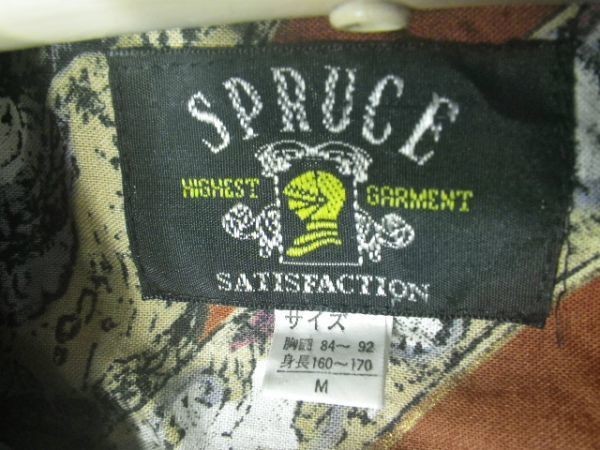 SPRUCE
HIGHEST GARMENT
SATISFACTION
サイズ
胸囲 84～ 92
身長160～170
M